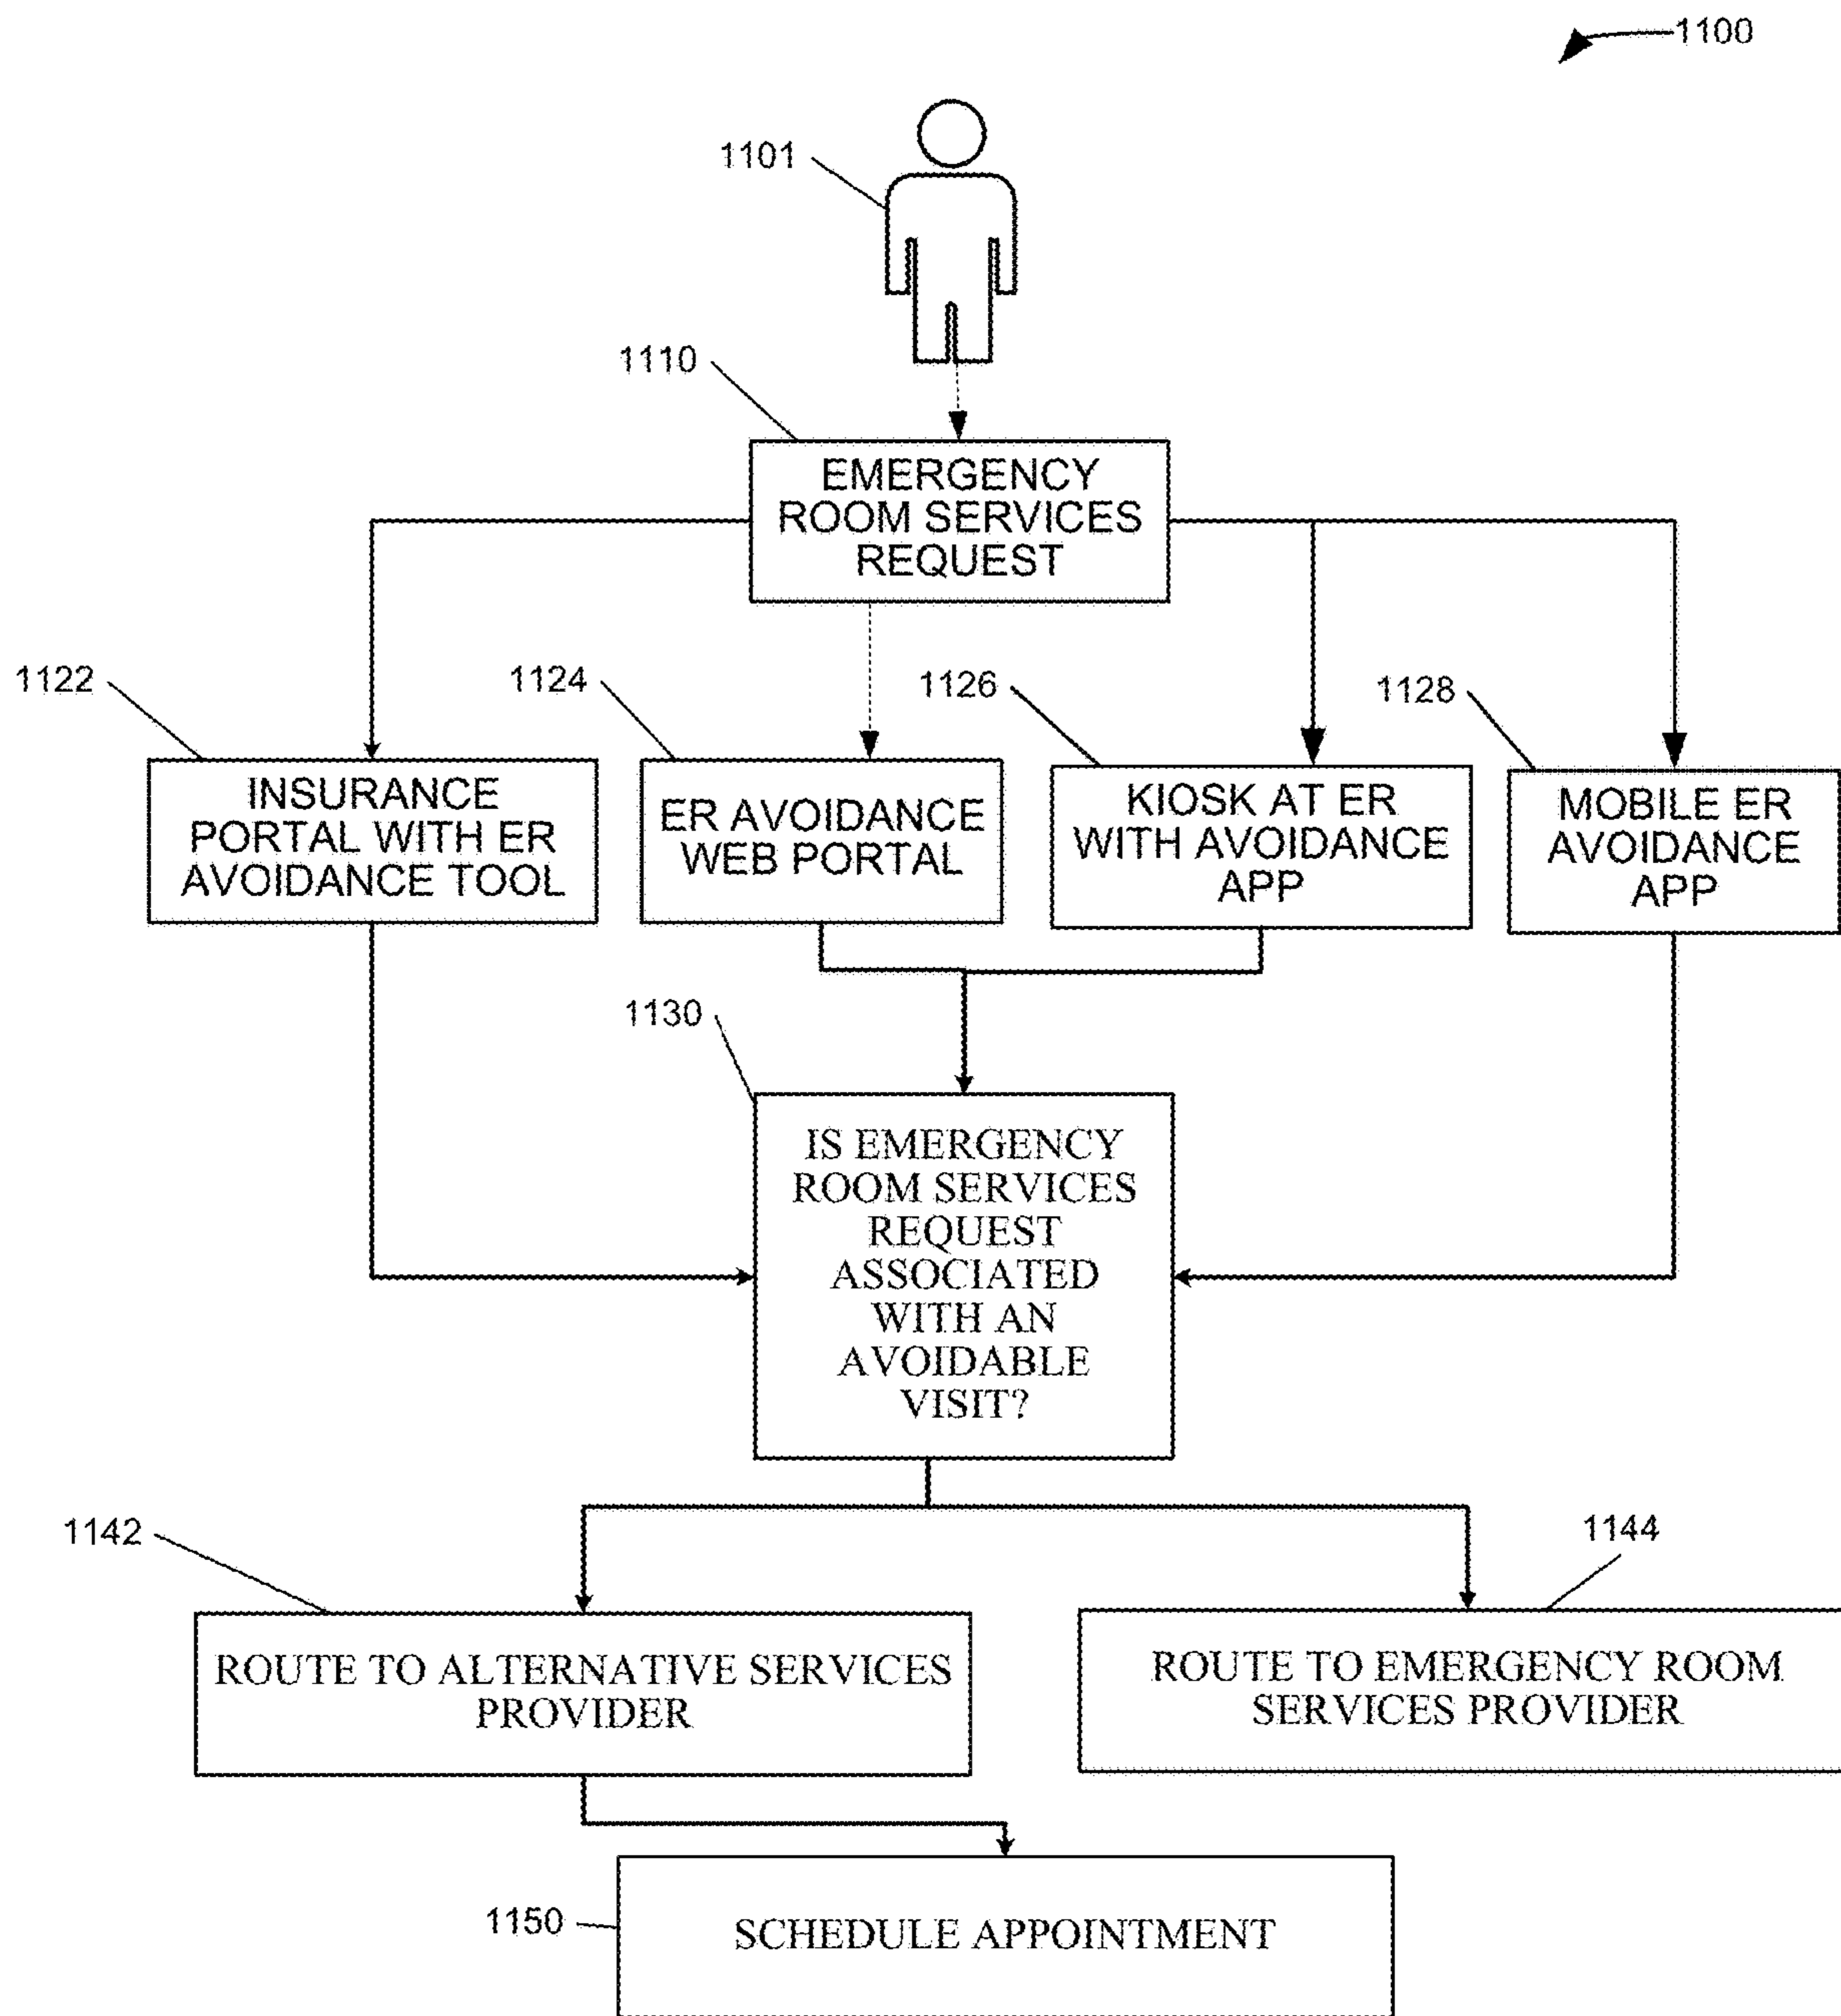 1100
1101
1110
EMERGENCY
ROOM SERVICES
REQUEST
1122
1124
1126
1128
INSURANCE
PORTAL WITH ER
AVOIDANCE TOOL
ER AVOIDANCE
WEB PORTAL
KIOSK AT ER
WITH AVOIDANCE
APP
MOBILE ER
AVOIDANCE
APP
1130
IS EMERGENCY
ROOM SERVICES
REQUEST
ASSOCIATED
WITH AN
AVOIDABLE
VISIT?
1142
1144
ROUTE TO ALTERNATIVE SERVICES
PROVIDER
ROUTE TO EMERGENCY ROOM
SERVICES PROVIDER
1150
SCHEDULE APPOINTMENT